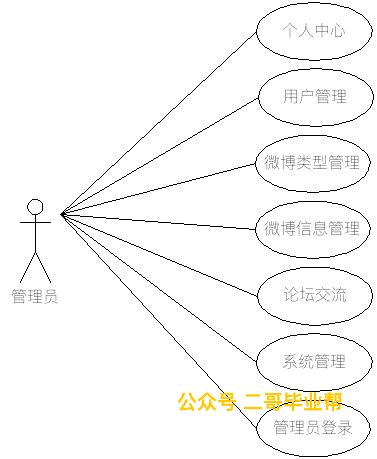 个人中心
用户管理
微博类型管理
微博信息管理
管理员
论坛交流
系统管理
公众号 二哥毕业帮
管理员登录